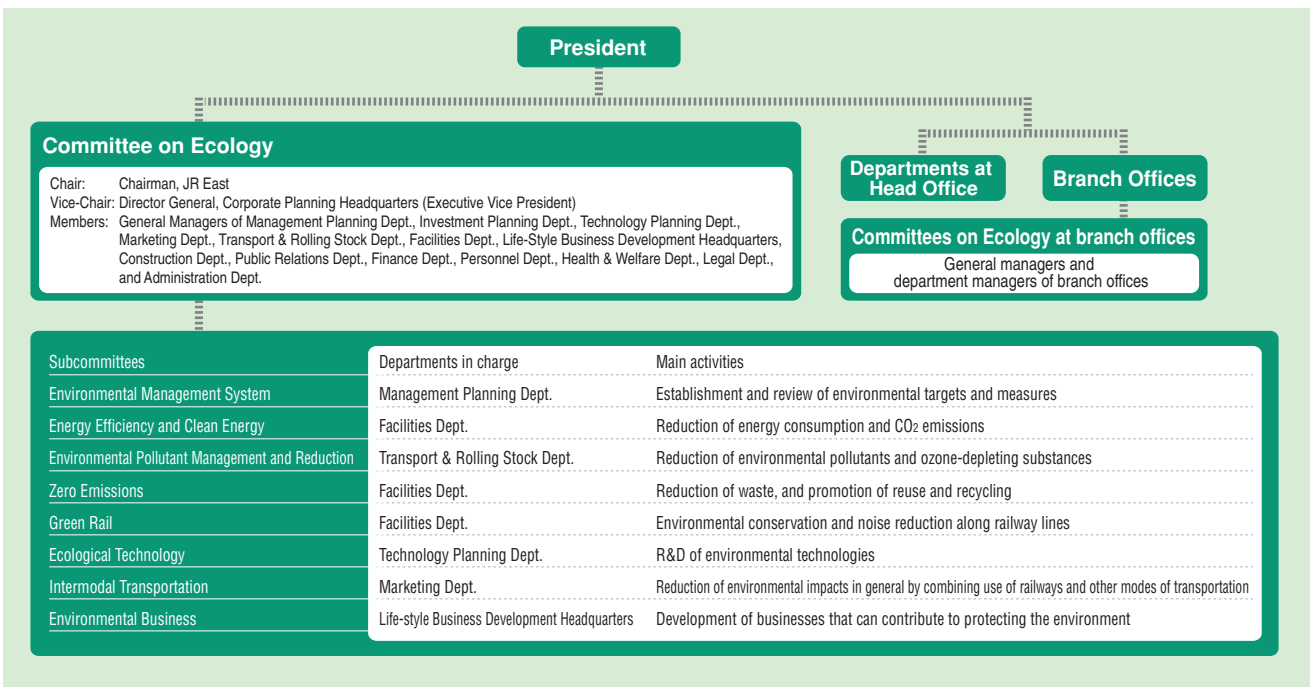 President
Committee on Ecology
Chair: Chairman, JR East
Vice-Chair: Director General, Corporate Planning Headquarters (Executive Vice President)
Members: General Managers of Management Planning Dept., Investment Planning Dept., Technology Planning Dept.,
Marketing Dept., Transport & Rolling Stock Dept., Facilities Dept., Life-Style Business Development Headquarters,
Construction Dept., Public Relations Dept., Finance Dept., Personnel Dept., Health & Welfare Dept., Legal Dept.,
and Administration Dept.
Departments at
Head Office
Branch Offices
Committees on Ecology at branch offices
General managers and
department managers of branch offices
Subcommittees Departments in charge Main activities
Environmental Management System Management Planning Dept. Establishment and review of environmental targets and measures
Energy Efficiency and Clean Energy Facilities Dept. Reduction of energy consumption and CO2 emissions
Environmental Pollutant Management and Reduction Transport & Rolling Stock Dept. Reduction of environmental pollutants and ozone-depleting substances
Zero Emissions Facilities Dept. Reduction of waste, and promotion of reuse and recycling
Green Rail Facilities Dept. Environmental conservation and noise reduction along railway lines
Ecological Technology Technology Planning Dept. R&D of environmental technologies
Intermodal Transportation Marketing Dept. Reduction of environmental impacts in general by combining use of railways and other modes of transportation
Environmental Business Life-style Business Development Headquarters Development of businesses that can contribute to protecting the environment